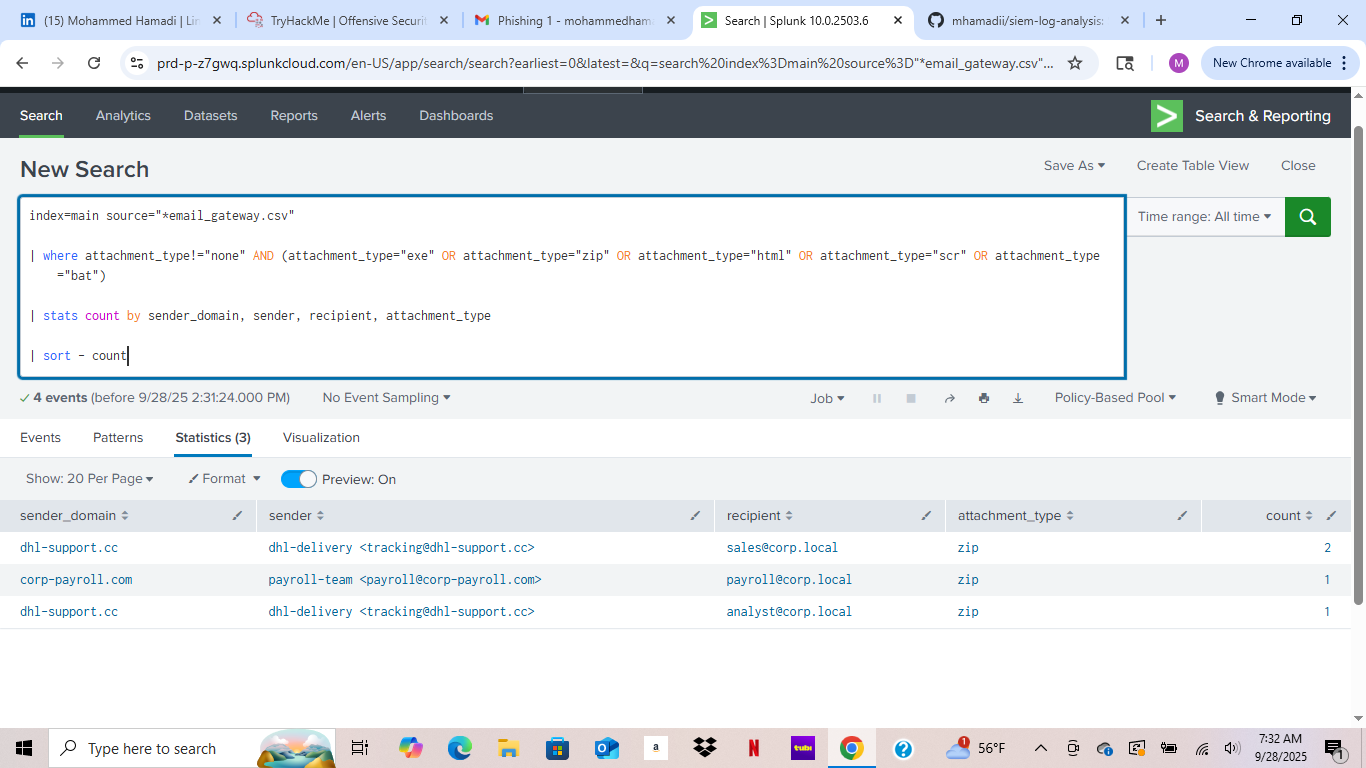 (15) Mohammed Hamadi | Lin
TryHackMe | Offensive Securit
Phishing 1 - mohammedhama
Search | Splunk 10.0.2503.6
mhamadii/siem-log-analysis:
prd-p-z7gwq.splunkcloud.com/en-US/app/search/search?earliest=0&latest=&q=search%20index%3Dmain%20source%3D"*email_gateway.csv"...
M
New Chrome available
Search
Analytics
Datasets
Reports
Alerts
Dashboards
Search & Reporting
New Search
Save As
Create Table View
Close
index=main source="*email_gateway.csv"
| where attachment_type!="none" AND (attachment_type="exe" OR attachment_type="zip" OR attachment_type="html" OR attachment_type="scr" OR attachment_type
="bat")
| stats count by sender_domain, sender, recipient, attachment_type
| sort - count
Time range: All time
4 events (before 9/28/25 2:31:24.000 PM)
No Event Sampling
Job
Policy-Based Pool
Smart Mode
Events
Patterns
Statistics (3)
Visualization
Show: 20 Per Page
Format
Preview: On
sender_domain sender recipient attachment_type count
dhl-support.cc dhl-delivery <tracking@dhl-support.cc> sales@corp.local zip 2
corp-payroll.com payroll-team <payroll@corp-payroll.com> payroll@corp.local zip 1
dhl-support.cc dhl-delivery <tracking@dhl-support.cc> analyst@corp.local zip 1
Type here to search
a
N
tubi
?
1
56°F
7:32 AM
9/28/2025
1